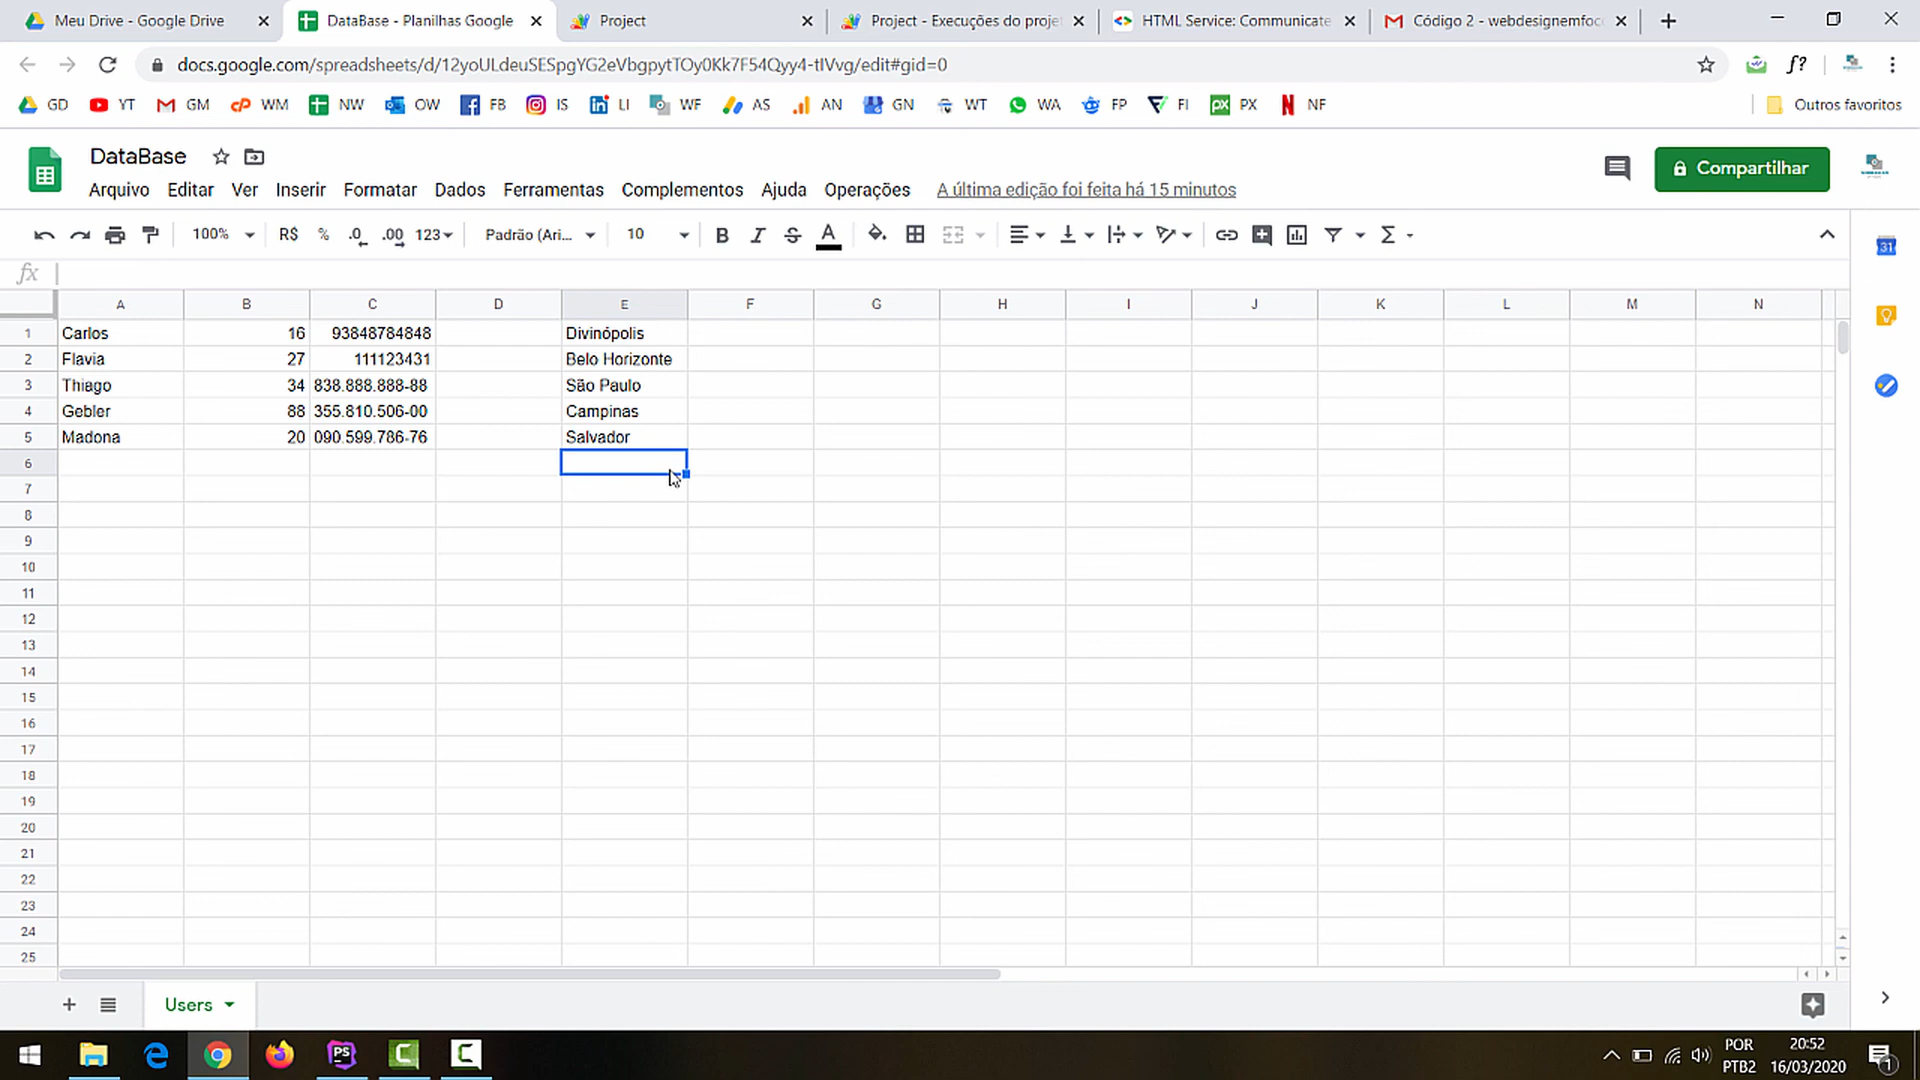 Meu Drive - Google Drive
DataBase - Planilhas Google
Project
Project - Execuções do proje
HTML Service: Communicate
Código 2 - webdesignemfoc
docs.google.com/spreadsheets/d/12yoULdeuSESpgYG2eVbgpytTOy0Kk7F54Qyy4-tIVvg/edit#gid=0
f?
GD YT GM WM NW OW FB IS LI WF AS AN GN WT WA FP FI PX NF Outros favoritos
DataBase
Compartilhar
Arquivo Editar Ver Inserir Formatar Dados Ferramentas Complementos Ajuda Operações A última edição foi feita há 15 minutos
100% R$ % .0 .00 123 Padrão (Ari... 10 B I S A Σ
31
fx
A B C D E F G H I J K L M N
1 Carlos 16 93848784848 Divinópolis
2 Flavia 27 111123431 Belo Horizonte
3 Thiago 34 838.888.888-88 São Paulo
4 Gebler 88 355.810.506-00 Campinas
5 Madona 20 090.599.786-76 Salvador
6
7
8
9
10
11
12
13
14
15
16
17
18
19
20
21
22
23
24
25
Users
POR
PTB2
20:52
16/03/2020
1